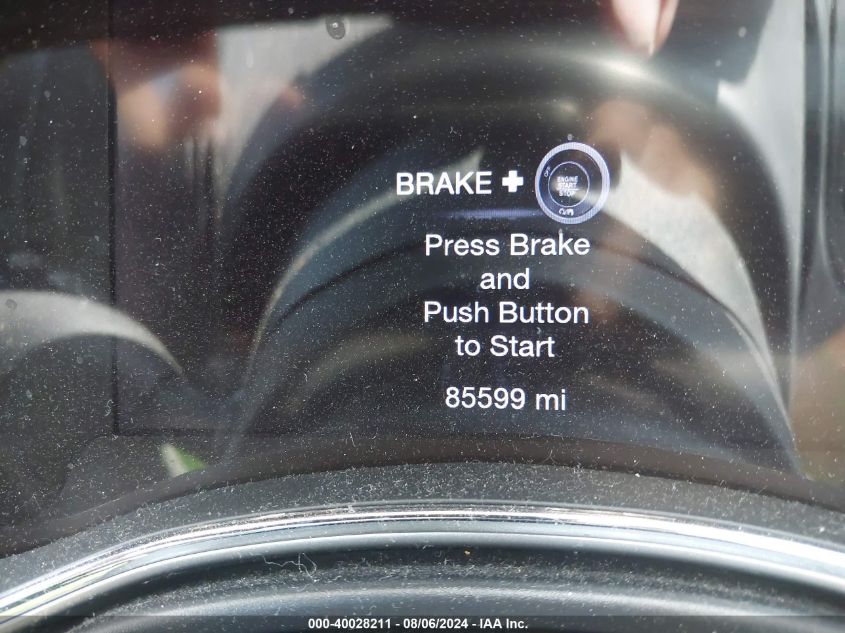 BRAKE +
OFF
ENGINE
START
STOP
Press Brake
and
Push Button
to Start
85599 mi
000-40028211 - 08/06/2024 - IAA Inc.